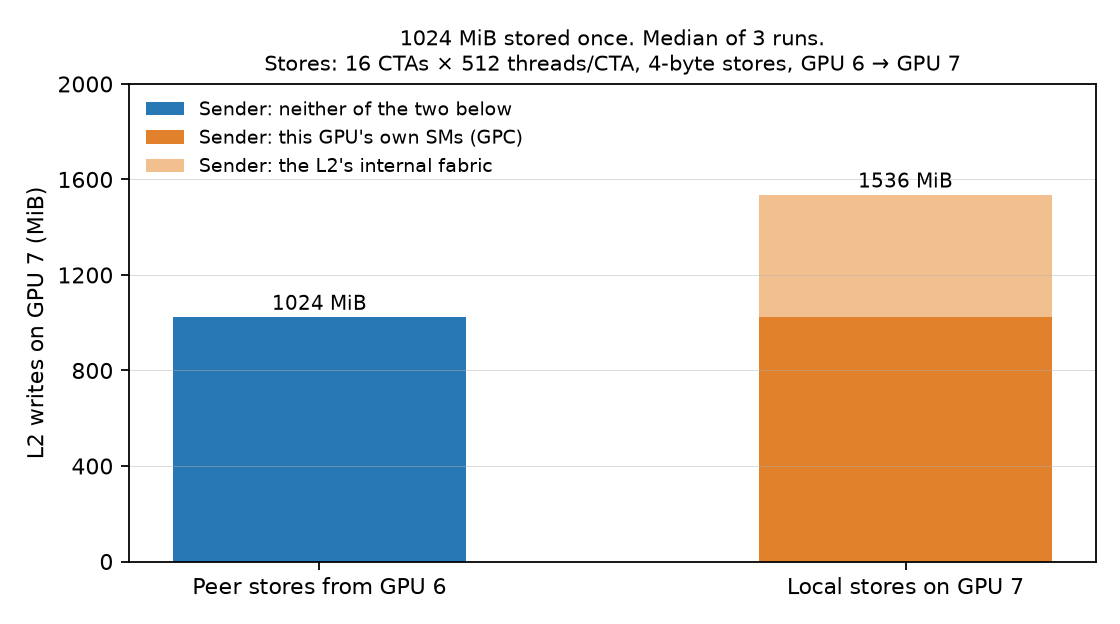 1024 MiB stored once. Median of 3 runs.
Stores: 16 CTAs × 512 threads/CTA, 4-byte stores, GPU 6 → GPU 7
L2 writes on GPU 7 (MiB)
2000
1600
1200
800
400
0
Sender: neither of the two below
Sender: this GPU's own SMs (GPC)
Sender: the L2's internal fabric
1024 MiB
1536 MiB
Peer stores from GPU 6
Local stores on GPU 7